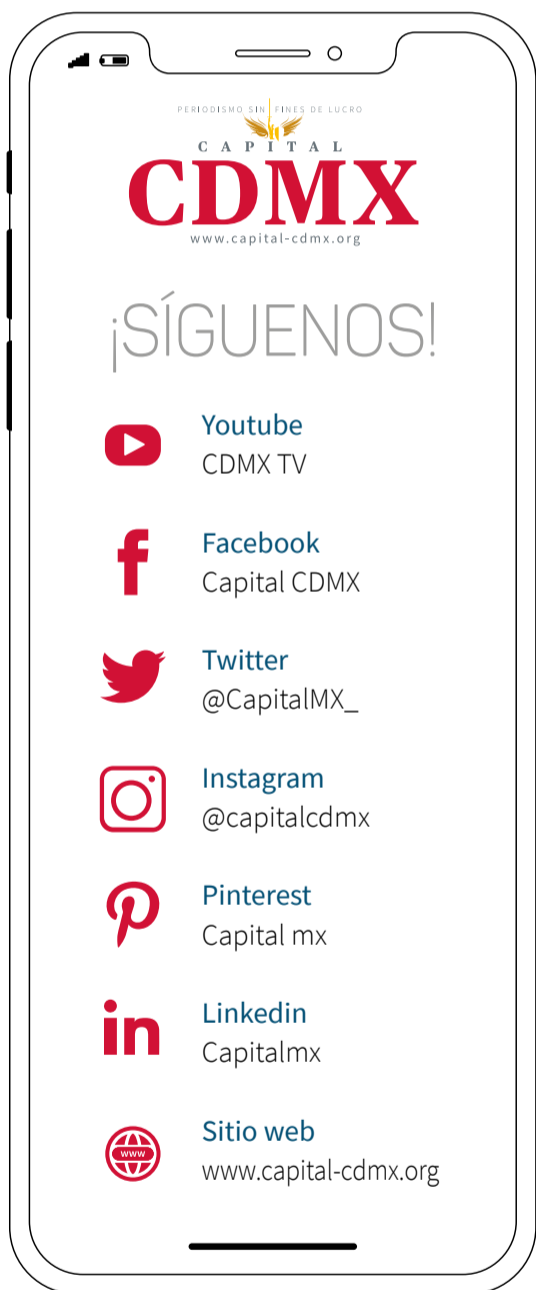 PERIODISMO SIN FINES DE LUCRO
CAPITAL
CDMX
www.capital-cdmx.org
¡SÍGUENOS!
Youtube
CDMX TV
Facebook
Capital CDMX
Twitter
@CapitalMX_
Instagram
@capitalcdmx
Pinterest
Capital mx
Linkedin
Capitalmx
Sitio web
www
www.capital-cdmx.org